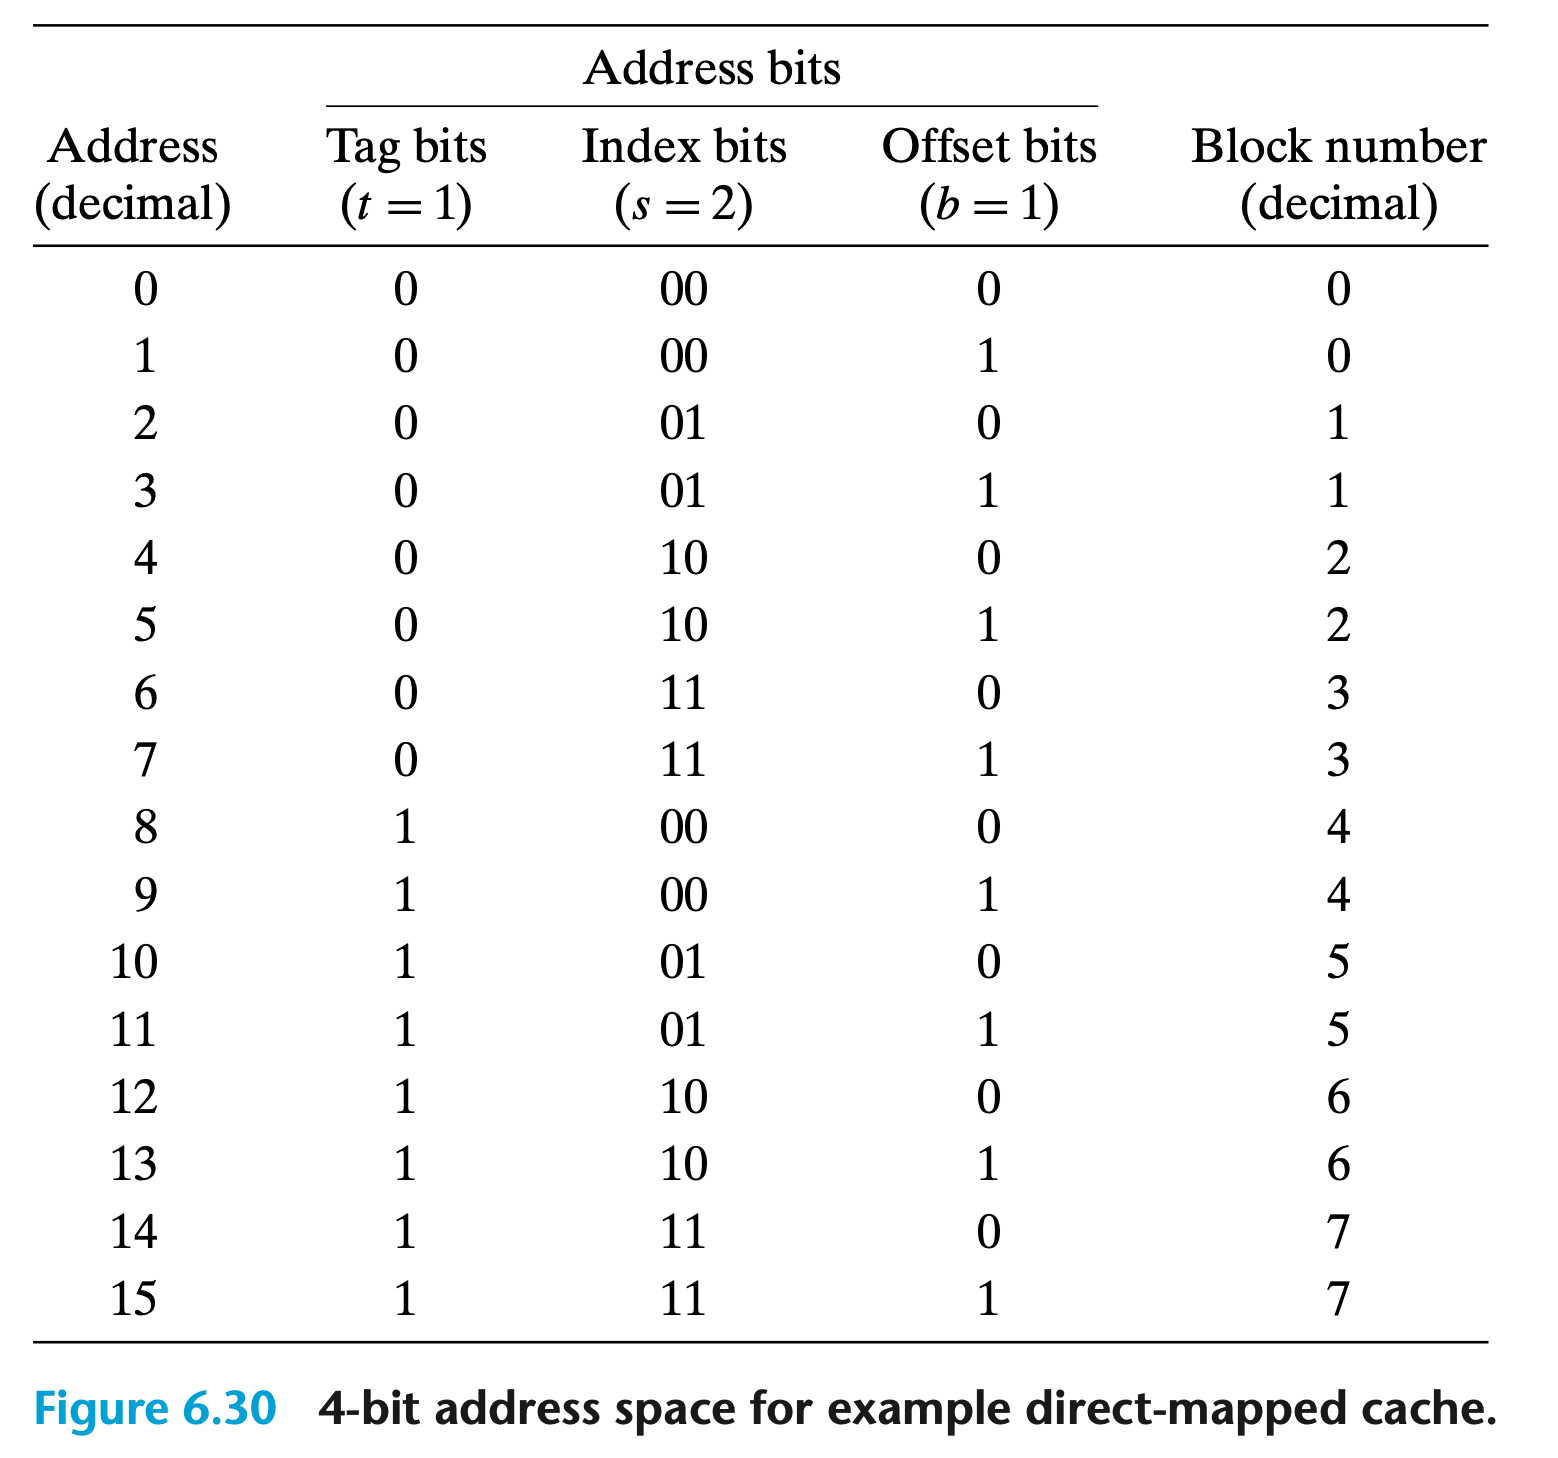 Address bits
Address Tag bits Index bits Offset bits Block number
(decimal) (t = 1) (s = 2) (b = 1) (decimal)
0 0 00 0 0
1 0 00 1 0
2 0 01 0 1
3 0 01 1 1
4 0 10 0 2
5 0 10 1 2
6 0 11 0 3
7 0 11 1 3
8 1 00 0 4
9 1 00 1 4
10 1 01 0 5
11 1 01 1 5
12 1 10 0 6
13 1 10 1 6
14 1 11 0 7
15 1 11 1 7
Figure 6.30 4-bit address space for example direct-mapped cache.